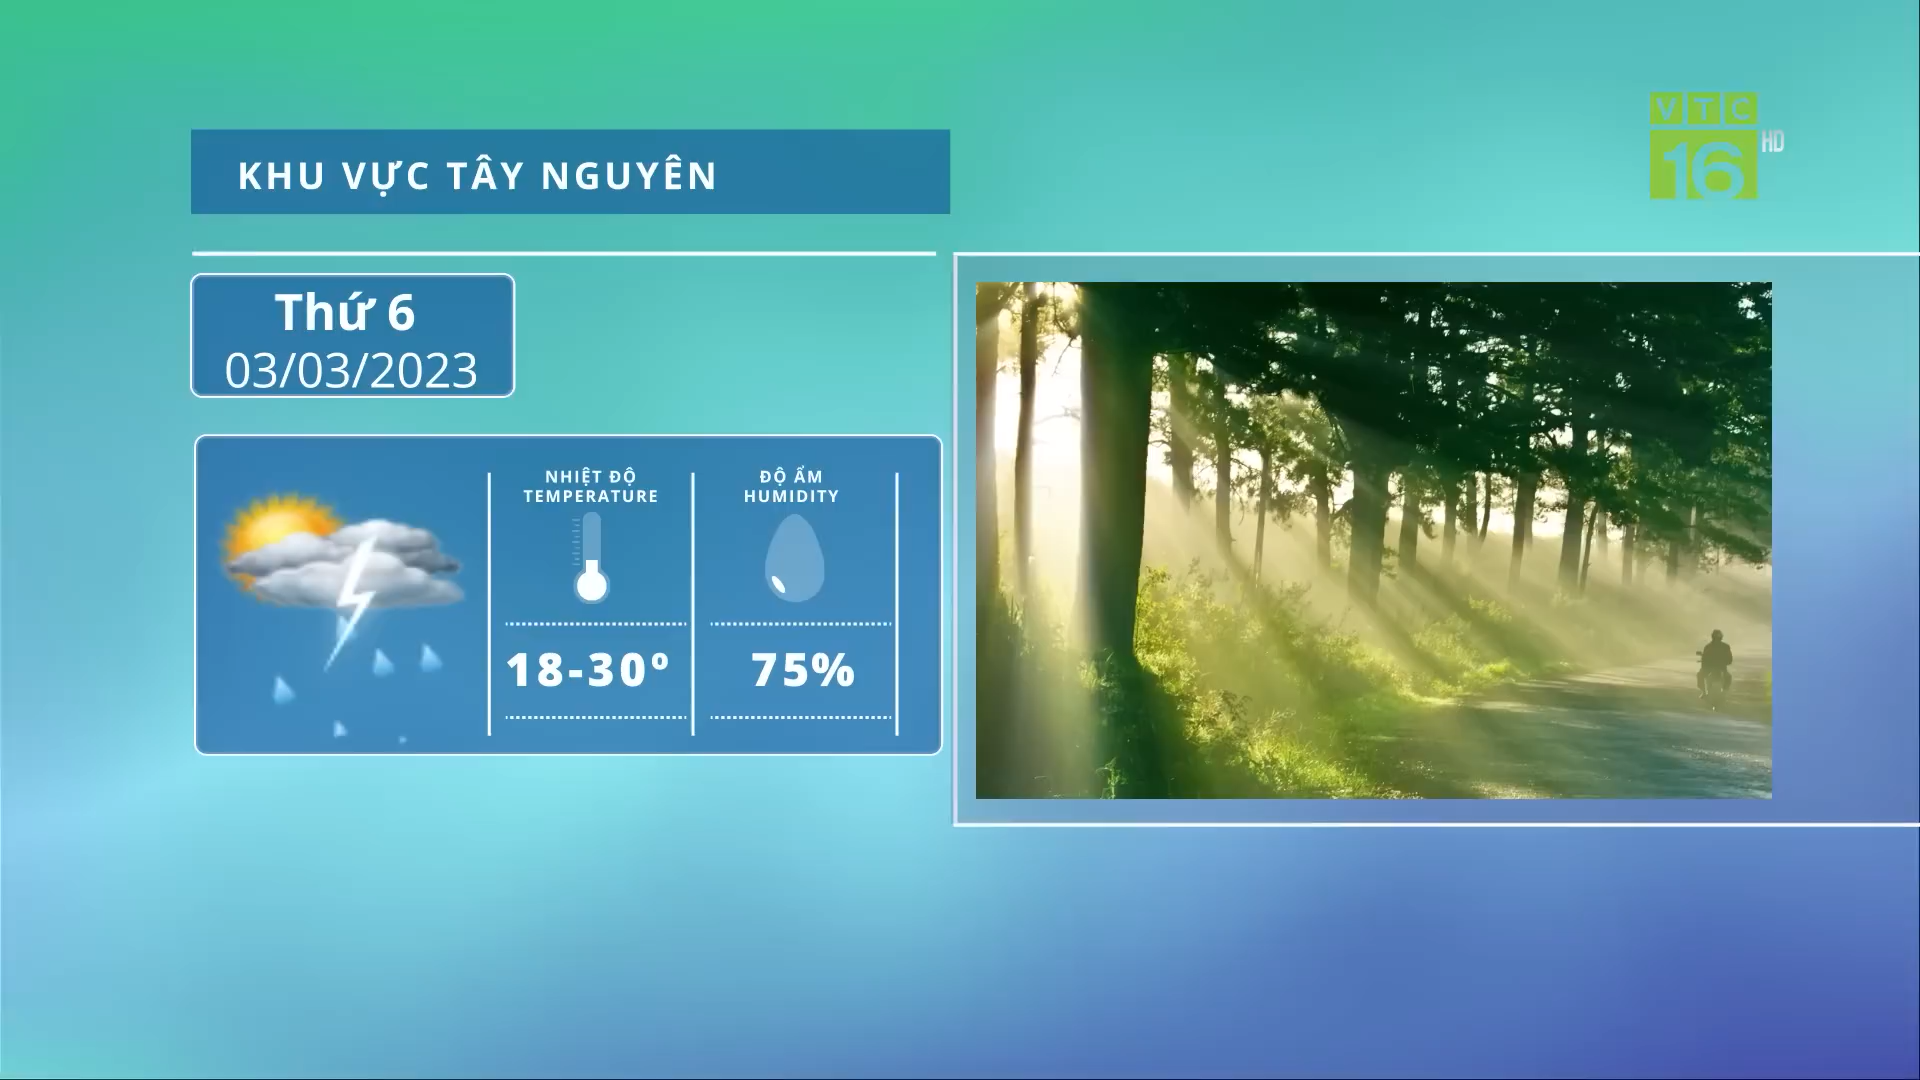 VTC
16
HD
KHU VỰC TÂY NGUYÊN
Thứ 6
03/03/2023
NHIỆT ĐỘ
TEMPERATURE
18-30º
ĐỘ ẨM
HUMIDITY
75%